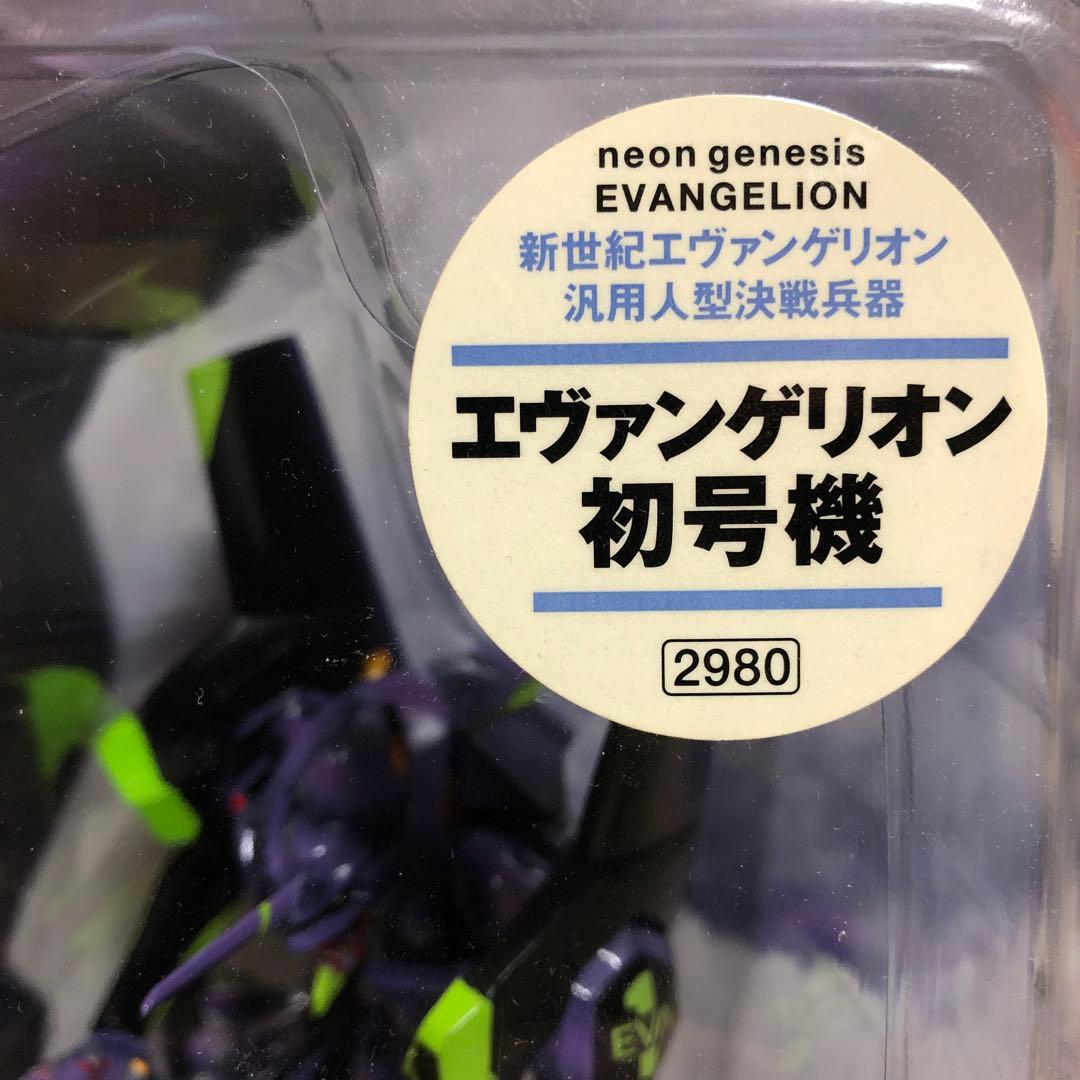 neon genesis
EVANGELION
新世紀エヴァンゲリオン
汎用人型決戦兵器
エヴァンゲリオン
初号機
2980